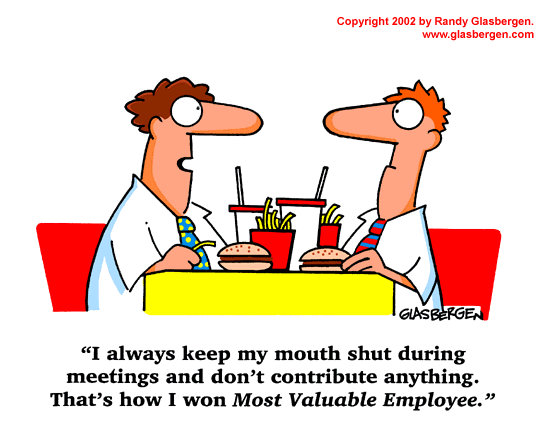 Copyright 2002 by Randy Glasbergen.
www.glasbergen.com
GLASBERGEN
“I always keep my mouth shut during
meetings and don’t contribute anything.
That’s how I won Most Valuable Employee.”